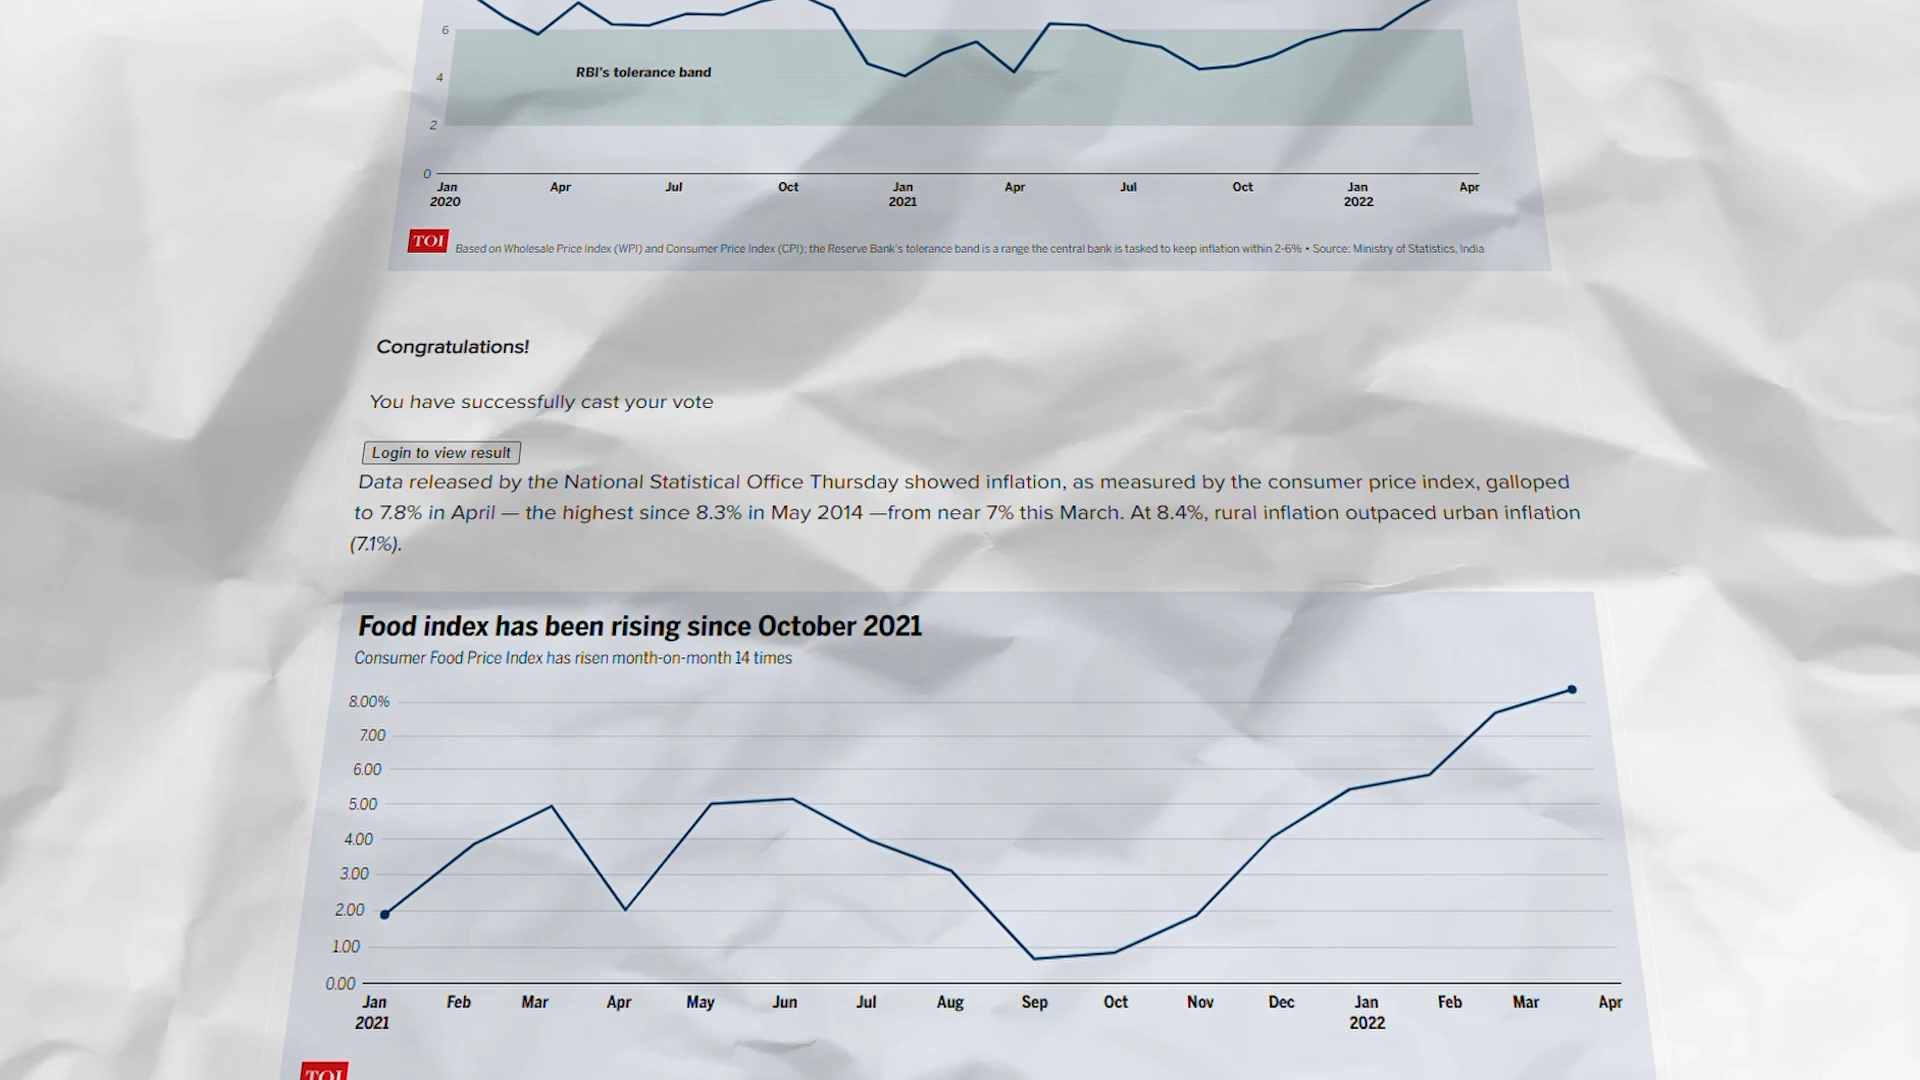 6
RBI's tolerance band
4
2
0
Jan Apr Jul Oct Jan Apr Jul Oct Jan Apr
2020 2021 2022
TOI Based on Wholesale Price Index (WPI) and Consumer Price Index (CPI); the Reserve Bank's tolerance band is a range the central bank is tasked to keep inflation within 2-6% • Source: Ministry of Statistics, India
Congratulations!
You have successfully cast your vote
Login to view result
Data released by the National Statistical Office Thursday showed inflation, as measured by the consumer price index, galloped
to 7.8% in April — the highest since 8.3% in May 2014 —from near 7% this March. At 8.4%, rural inflation outpaced urban inflation
(7.1%).
Food index has been rising since October 2021
Consumer Food Price Index has risen month-on-month 14 times
8.00%
7.00
6.00
5.00
4.00
3.00
2.00
1.00
0.00
Jan Feb Mar Apr May Jun Jul Aug Sep Oct Nov Dec Jan Feb Mar Apr
2021 2022
TOI